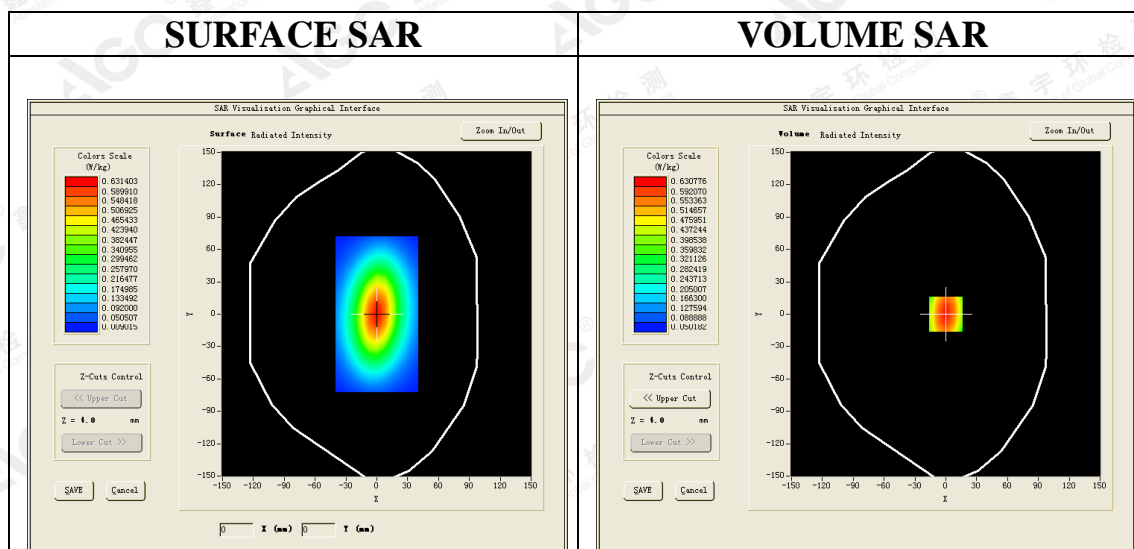 SURFACE SAR
VOLUME SAR
SAR Visualisation Graphical Interface
Surface Radiated Intensity
Zoom In/Out
Colors Scale
(W/kg)
0.631403
0.589910
0.548418
0.506925
0.465433
0.423940
0.382447
0.340955
0.299462
0.257970
0.216477
0.174985
0.133492
0.092000
0.050507
0.009015
150
120
90
60
30
0
-30
-60
-90
-120
-150
Y
-150 -120 -90 -60 -30 0 30 60 90 120 150
X
Z-Cuts Control
<< Upper Cut
Z = 4.0 mm
Lower Cut >>
SAVE
Cancel
0 X (mm) 0 Y (mm)
SAR Visualisation Graphical Interface
Volume Radiated Intensity
Zoom In/Out
Colors Scale
(W/kg)
0.630776
0.592070
0.553363
0.514657
0.475951
0.437244
0.398538
0.359832
0.321126
0.282419
0.243713
0.205007
0.166300
0.127594
0.088888
0.050182
150
120
90
60
30
0
-30
-60
-90
-120
-150
Y
-150 -120 -90 -60 -30 0 30 60 90 120 150
X
Z-Cuts Control
<< Upper Cut
Z = 4.0 mm
Lower Cut >>
SAVE
Cancel